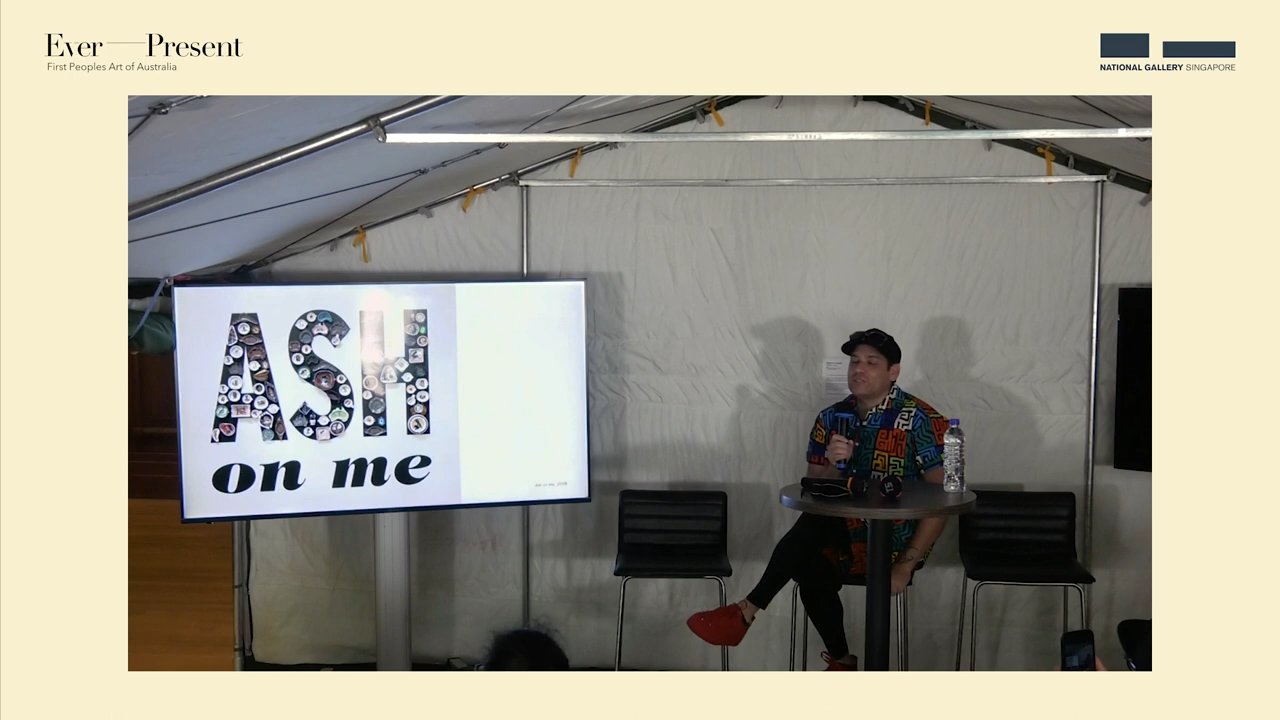 Ever — Present
First Peoples Art of Australia
NATIONAL GALLERY SINGAPORE
ASH
on me